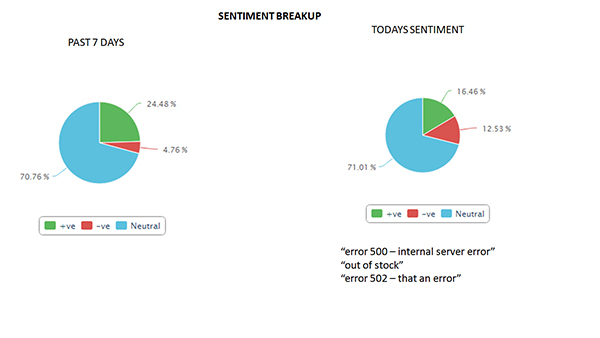 SENTIMENT BREAKUP
PAST 7 DAYS
24.48 %
4.76 %
70.76 %
+ve -ve Neutral
TODAYS SENTIMENT
16.46 %
12.53 %
71.01 %
+ve -ve Neutral
“error 500 – internal server error”
“out of stock”
“error 502 – that an error”